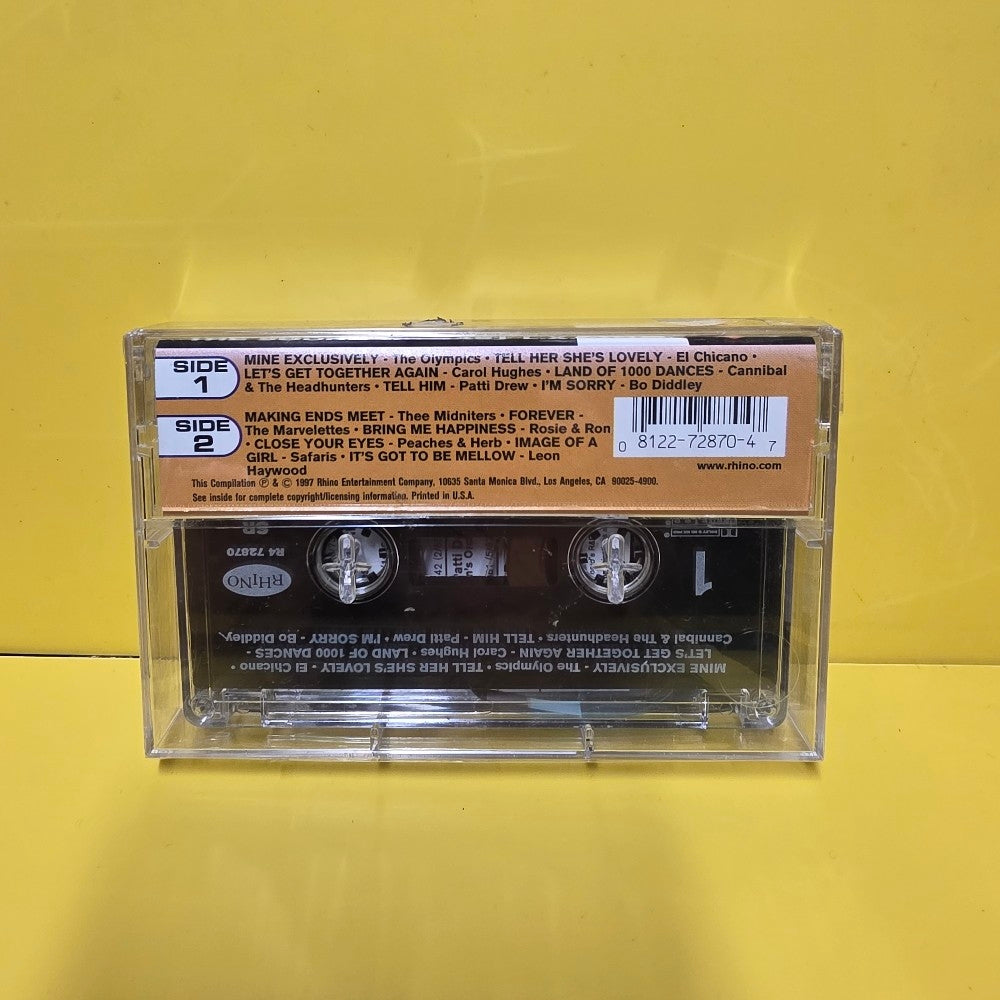 SIDE 1
MINE EXCLUSIVELY - The Olympics • TELL HER SHE'S LOVELY - El Chicano •
LET'S GET TOGETHER AGAIN - Carol Hughes • LAND OF 1000 DANCES - Cannibal
& The Headhunters • TELL HIM - Patti Drew • I'M SORRY - Bo Diddley
SIDE 2
MAKING ENDS MEET - Thee Midniters • FOREVER -
The Marvelettes • BRING ME HAPPINESS - Rosie & Ron
• CLOSE YOUR EYES - Peaches & Herb • IMAGE OF A
GIRL - Safaris • IT'S GOT TO BE MELLOW - Leon
Haywood
0 8122-72870-4 7
www.rhino.com
This Compilation ℗ & © 1997 Rhino Entertainment Company, 10635 Santa Monica Blvd., Los Angeles, CA 90025-4900.
See inside for complete copyright/licensing information. Printed in U.S.A.
MINE EXCLUSIVELY - The Olympics • TELL HER SHE'S LOVELY - El Chicano •
LET'S GET TOGETHER AGAIN - Carol Hughes • LAND OF 1000 DANCES -
Cannibal & The Headhunters • TELL HIM - Patti Drew • I'M SORRY - Bo Diddley
1
RHINO
R4 72870
SR